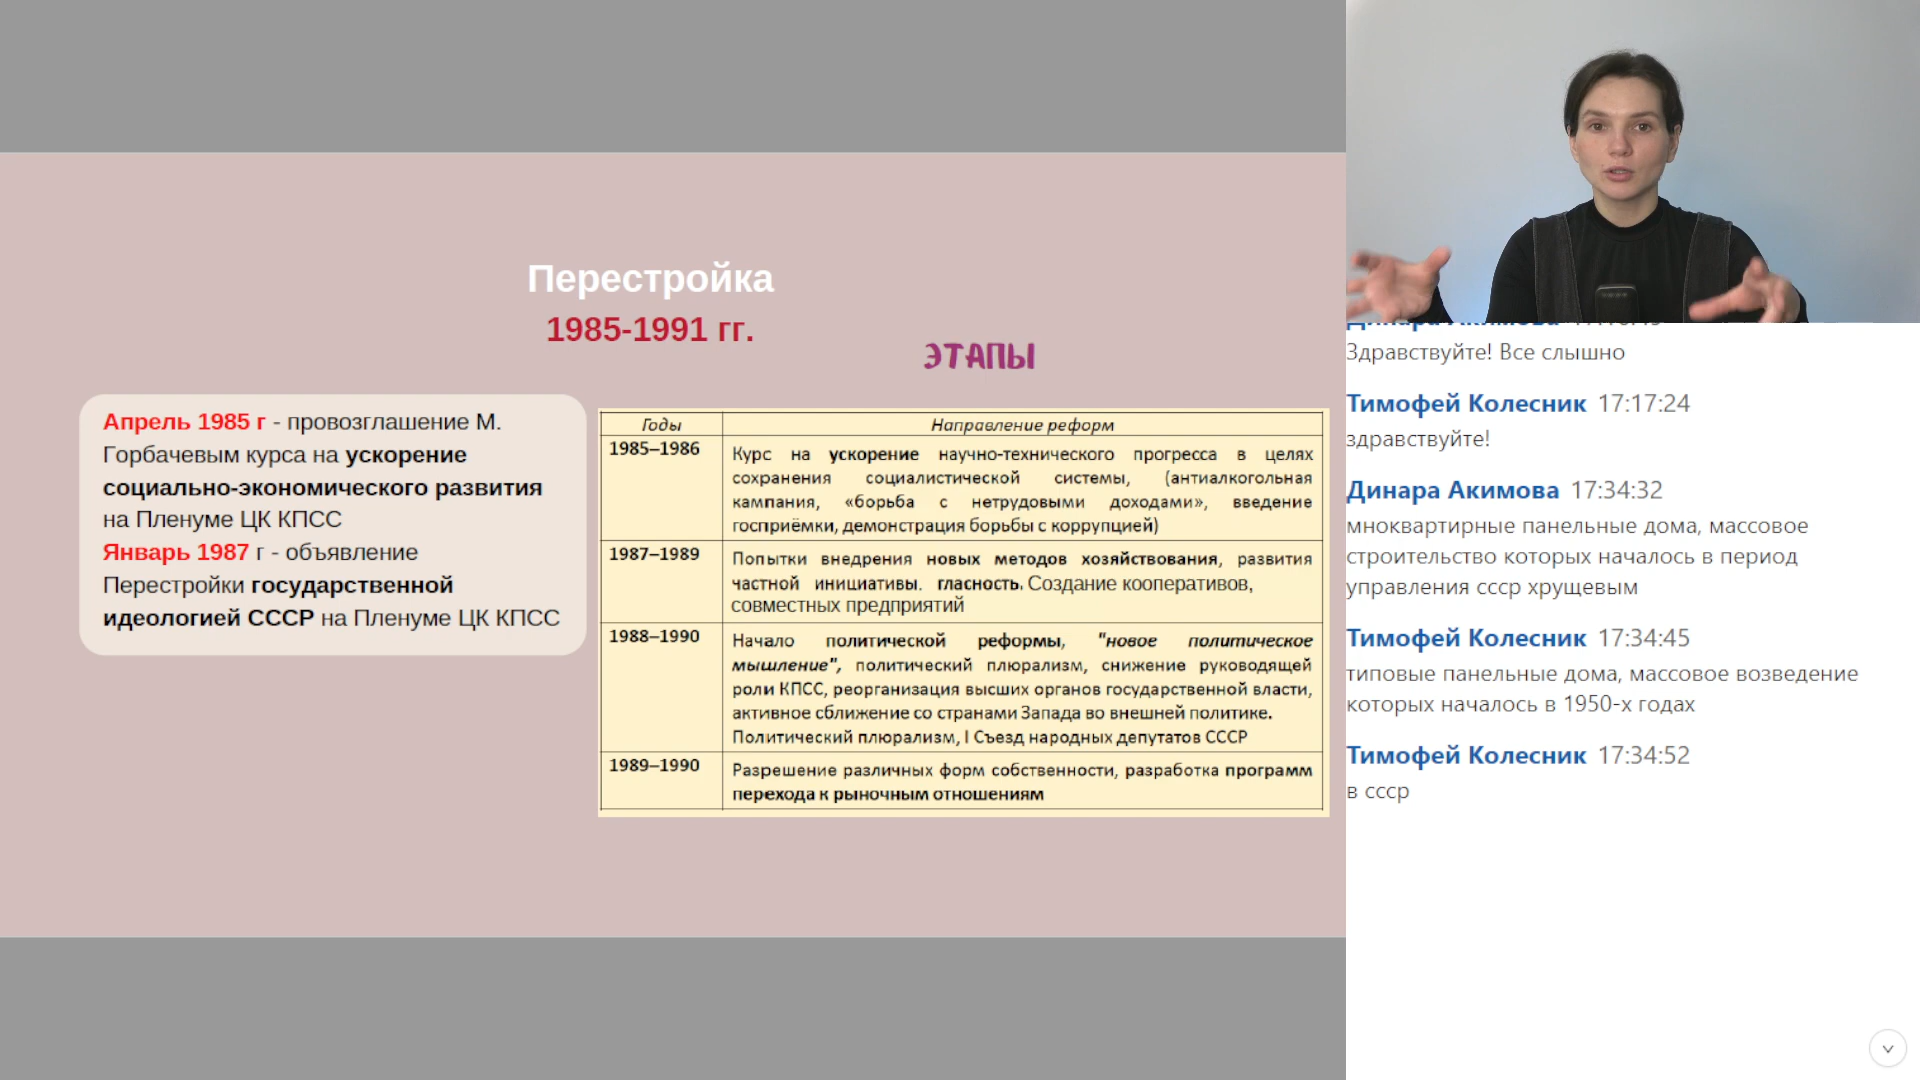 Перестройка
1985-1991 гг.
ЭТАПЫ
Апрель 1985 г - провозглашение М.
Горбачевым курса на ускорение
социально-экономического развития
на Пленуме ЦК КПСС
Январь 1987 г - объявление
Перестройки государственной
идеологией СССР на Пленуме ЦК КПСС
Годы Направление реформ
1985–1986
Курс на ускорение научно-технического прогресса в целях
сохранения социалистической системы, (антиалкогольная
кампания, «борьба с нетрудовыми доходами», введение
госприёмки, демонстрация борьбы с коррупцией)
1987–1989
Попытки внедрения новых методов хозяйствования, развития
частной инициативы. гласность. Создание кооперативов,
совместных предприятий
1988–1990
Начало политической реформы, "новое политическое
мышление", политический плюрализм, снижение руководящей
роли КПСС, реорганизация высших органов государственной власти,
активное сближение со странами Запада во внешней политике.
Политический плюрализм, I Съезд народных депутатов СССР
1989–1990
Разрешение различных форм собственности, разработка программ
перехода к рыночным отношениям
Здравствуйте! Все слышно
Тимофей Колесник 17:17:24
здравствуйте!
Динара Акимова 17:34:32
мноквартирные панельные дома, массовое
строительство которых началось в период
управления ссср хрущевым
Тимофей Колесник 17:34:45
типовые панельные дома, массовое возведение
которых началось в 1950-х годах
Тимофей Колесник 17:34:52
в ссср